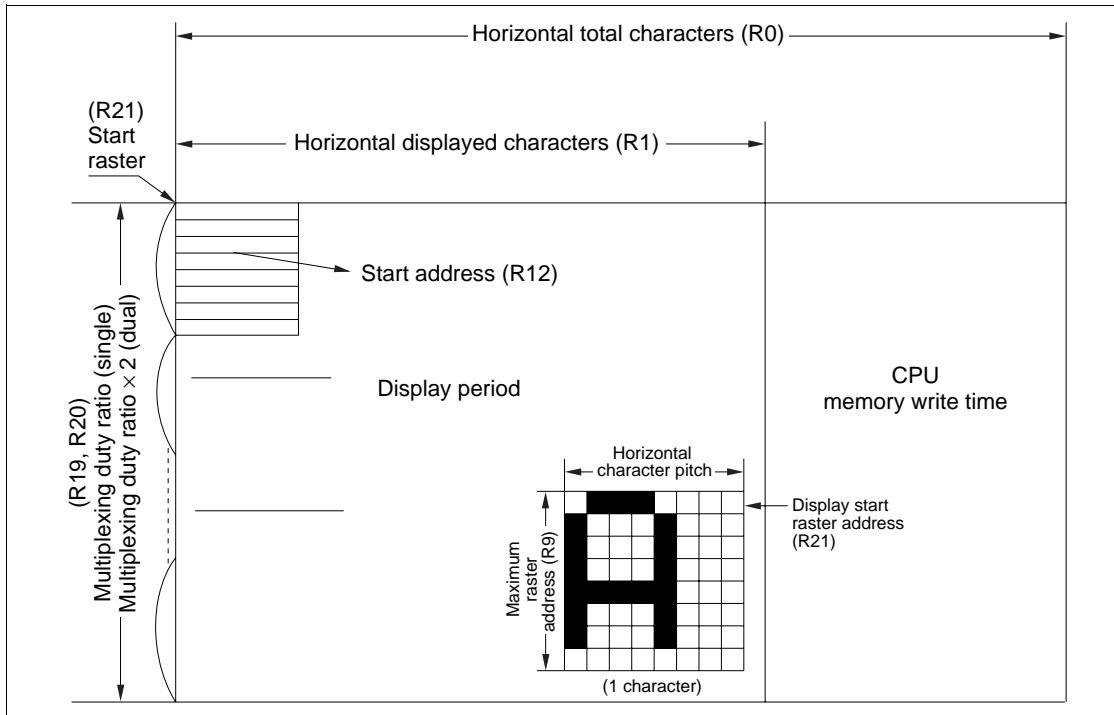 Horizontal total characters (R0)
(R21)
Start
raster
Horizontal displayed characters (R1)
Start address (R12)
(R19, R20)
Multiplexing duty ratio (single)
Multiplexing duty ratio × 2 (dual)
Display period
CPU
memory write time
Horizontal
character pitch
Maximum
raster
address (R9)
Display start
raster address
(R21)
(1 character)